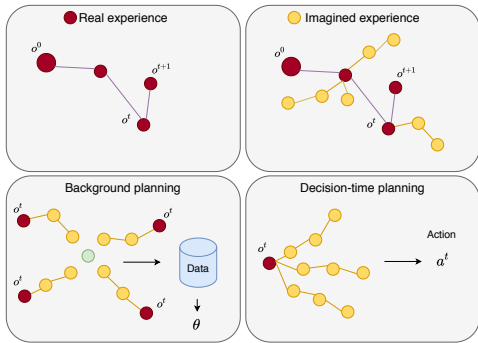 Real experience
Imagined experience
o^0
o^{t+1}
o^t
o^0
o^{t+1}
o^t
Background planning
o^t
o^t
o^t
o^t
Data
θ
Decision-time planning
o^t
Action
a^t